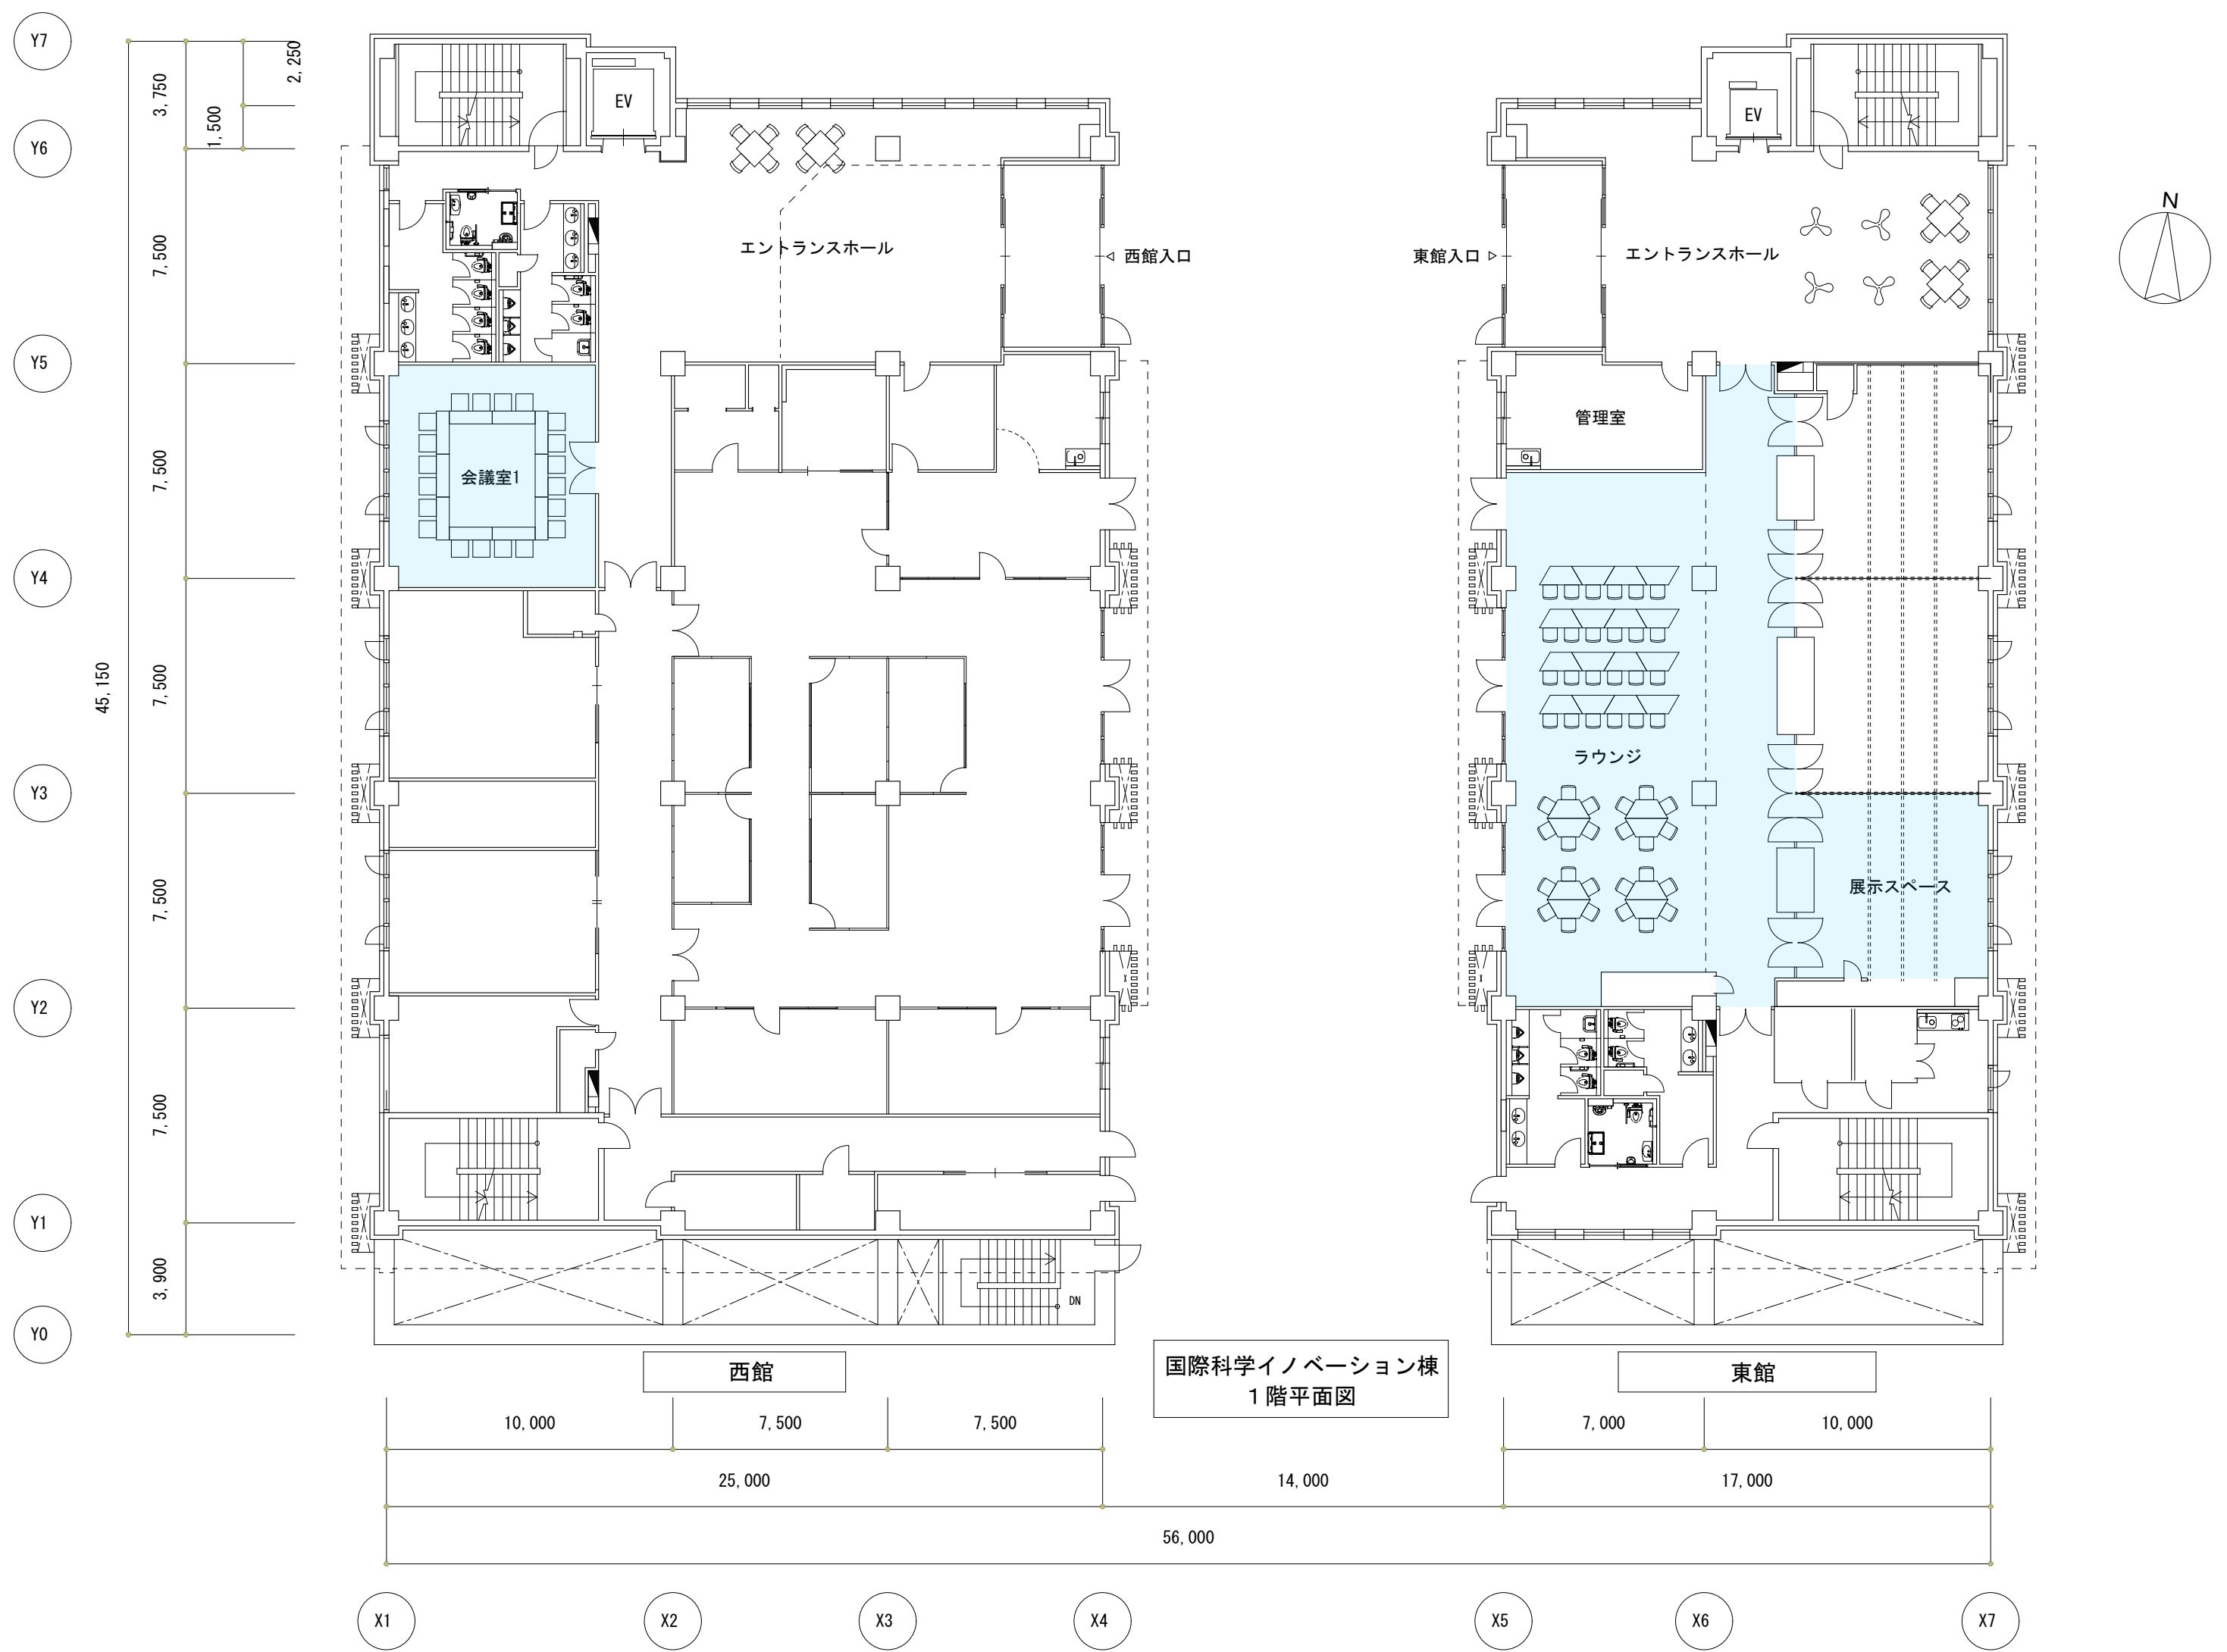 Y7
Y6
Y5
Y4
Y3
Y2
Y1
Y0
2,250
3,750
1,500
7,500
7,500
7,500
7,500
7,500
3,900
45,150
EV
EV
N
エントランスホール
西館入口
東館入口
エントランスホール
会議室1
管理室
ラウンジ
展示スペース
DN
西館
国際科学イノベーション棟
１階平面図
東館
10,000
7,500
7,500
7,000
10,000
25,000
14,000
17,000
56,000
X1
X2
X3
X4
X5
X6
X7